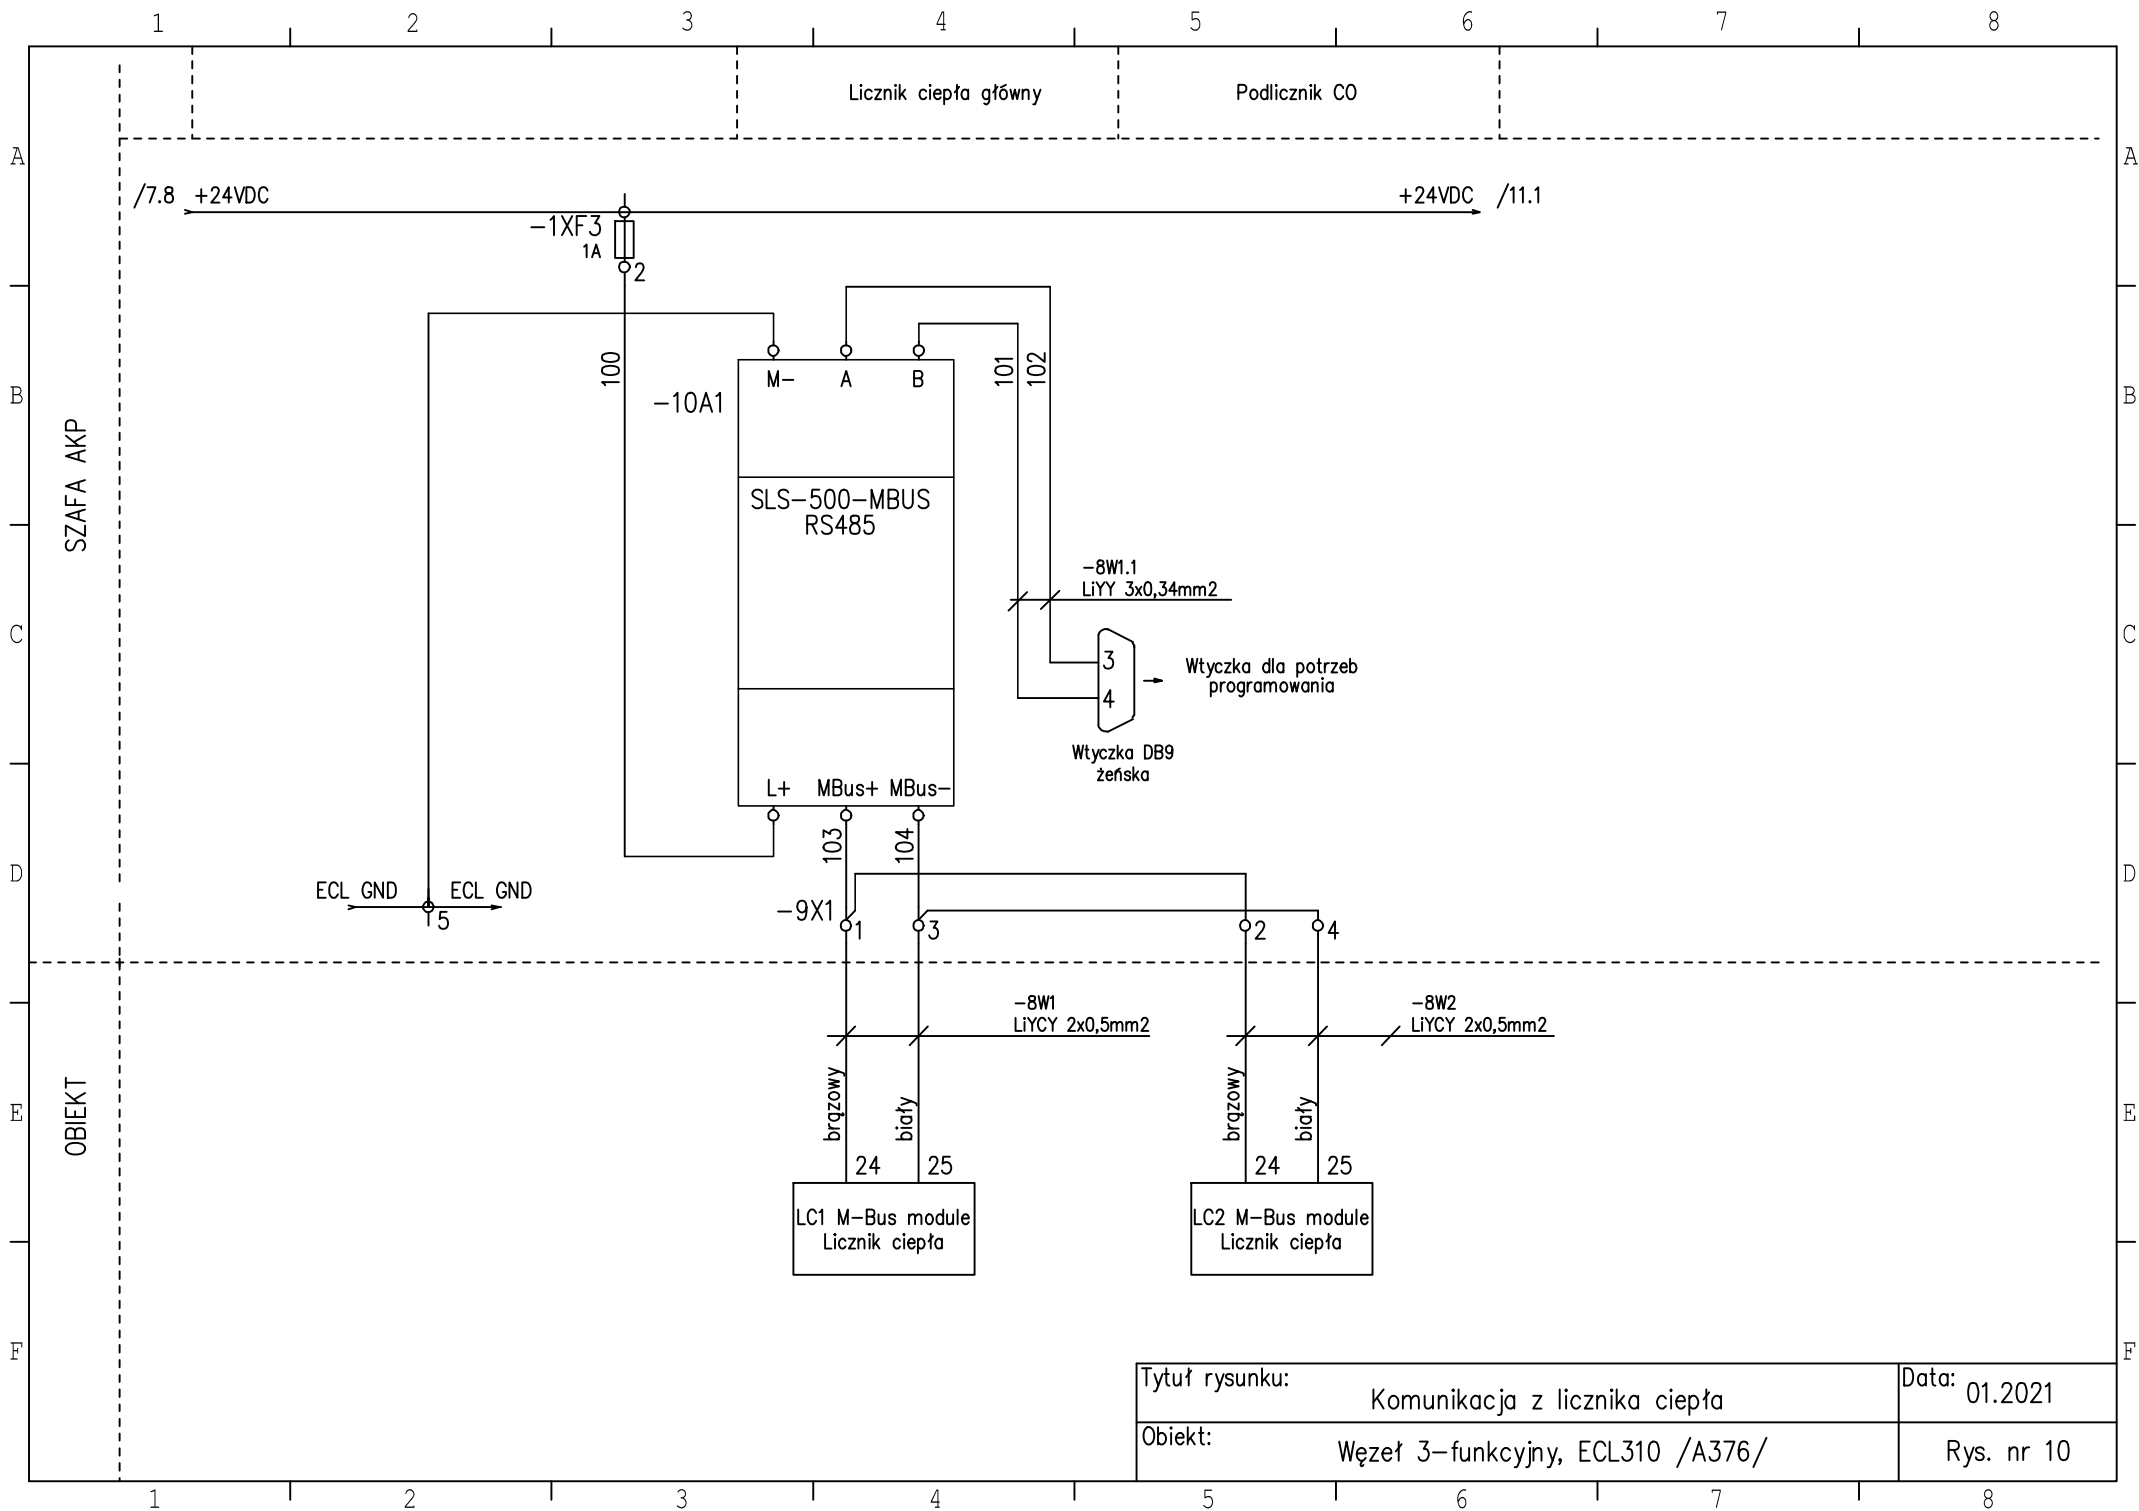 1 2 3 4 5 6 7 8
Licznik ciepła główny
Podlicznik CO
A A
/7.8 +24VDC
+24VDC /11.1
-1XF3
1A
2
100
101
102
M- A B
B B
-10A1
SZAFA AKP
SLS-500-MBUS
RS485
-8W1.1
LiYY 3x0,34mm2
C C
3
4
Wtyczka dla potrzeb
programowania
Wtyczka DB9
żeńska
L+ MBus+ MBus-
103
104
D D
ECL GND ECL GND
5
-9X1
1 3 2 4
-8W1
LiYCY 2x0,5mm2
-8W2
LiYCY 2x0,5mm2
OBIEKT
E E
brązowy
biały
brązowy
biały
24 25
24 25
LC1 M-Bus module
Licznik ciepła
LC2 M-Bus module
Licznik ciepła
F F
Tytuł rysunku:
Komunikacja z licznika ciepła
Data:
01.2021
Obiekt:
Węzeł 3-funkcyjny, ECL310 /A376/
Rys. nr 10
1 2 3 4 5 6 7 8